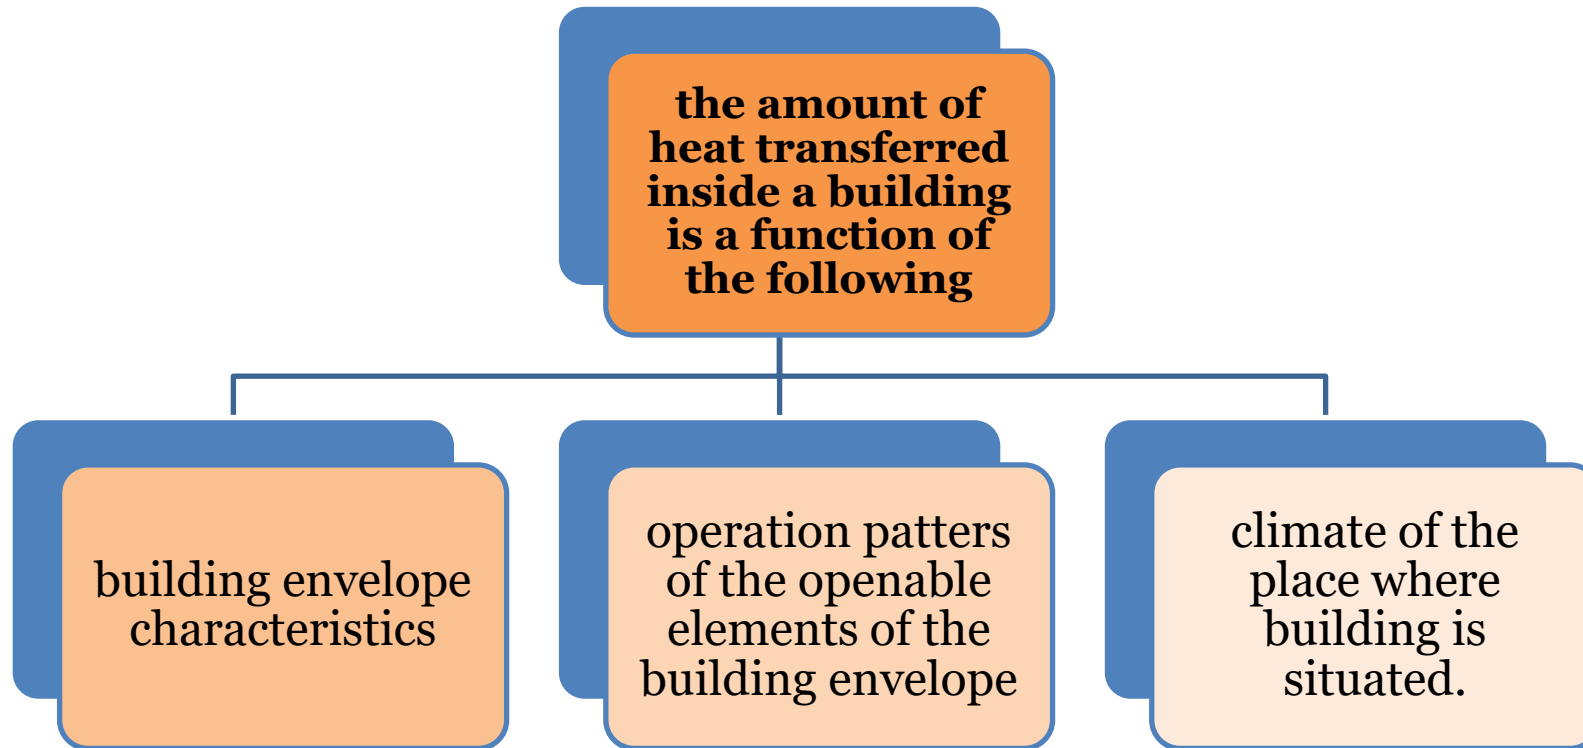 the amount of
heat transferred
inside a building
is a function of
the following
building envelope
characteristics
operation patters
of the openable
elements of the
building envelope
climate of the
place where
building is
situated.